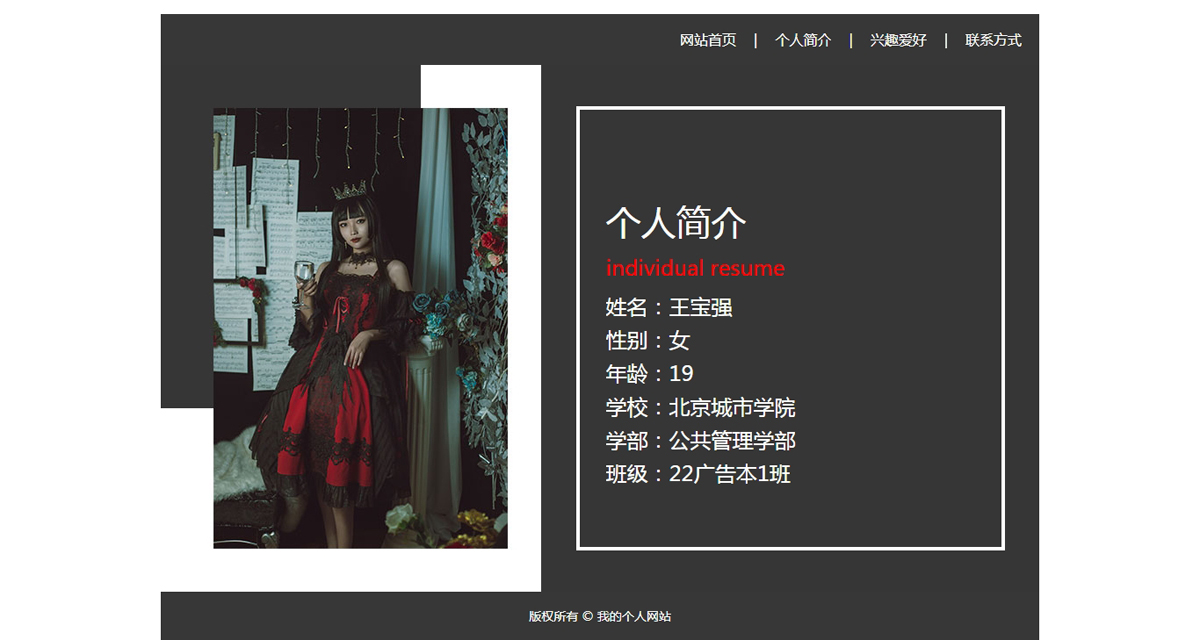 网站首页 | 个人简介 | 兴趣爱好 | 联系方式
个人简介
individual resume
姓名：王宝强
性别：女
年龄：19
学校：北京城市学院
学部：公共管理学部
班级：22广告本1班
版权所有 © 我的个人网站